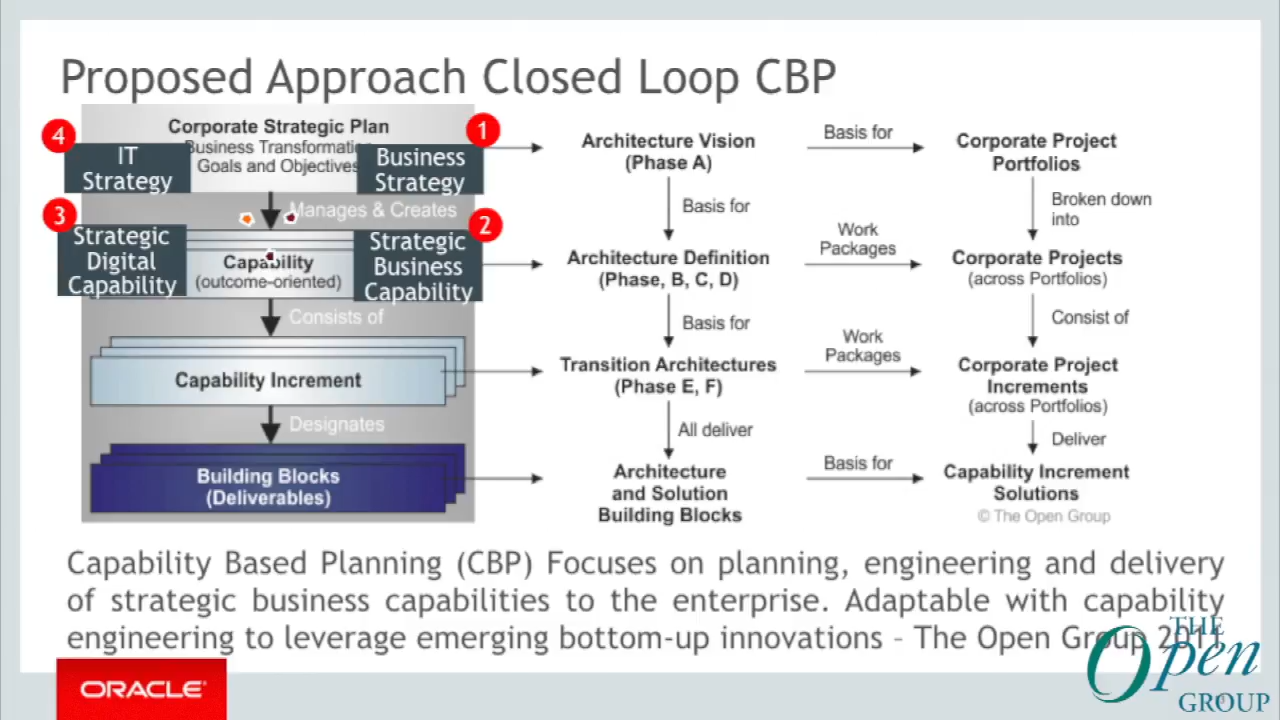 Proposed Approach Closed Loop CBP
4
IT
Strategy
Corporate Strategic Plan
Business Transformatio
Goals and Objectives
1
Business
Strategy
Manages & Creates
3
Strategic
Digital
Capability
Capability
(outcome-oriented)
2
Strategic
Business
Capability
Consists of
Capability Increment
Designates
Building Blocks
(Deliverables)
Architecture Vision
(Phase A)
Basis for
Architecture Definition
(Phase, B, C, D)
Basis for
Transition Architectures
(Phase E, F)
All deliver
Architecture
and Solution
Building Blocks
Basis for
Work
Packages
Work
Packages
Basis for
Corporate Project
Portfolios
Broken down
into
Corporate Projects
(across Portfolios)
Consist of
Corporate Project
Increments
(across Portfolios)
Deliver
Capability Increment
Solutions
© The Open Group
Capability Based Planning (CBP) Focuses on planning, engineering and delivery
of strategic business capabilities to the enterprise. Adaptable with capability
engineering to leverage emerging bottom-up innovations – The Open Group
ORACLE
THE
Open
GROUP